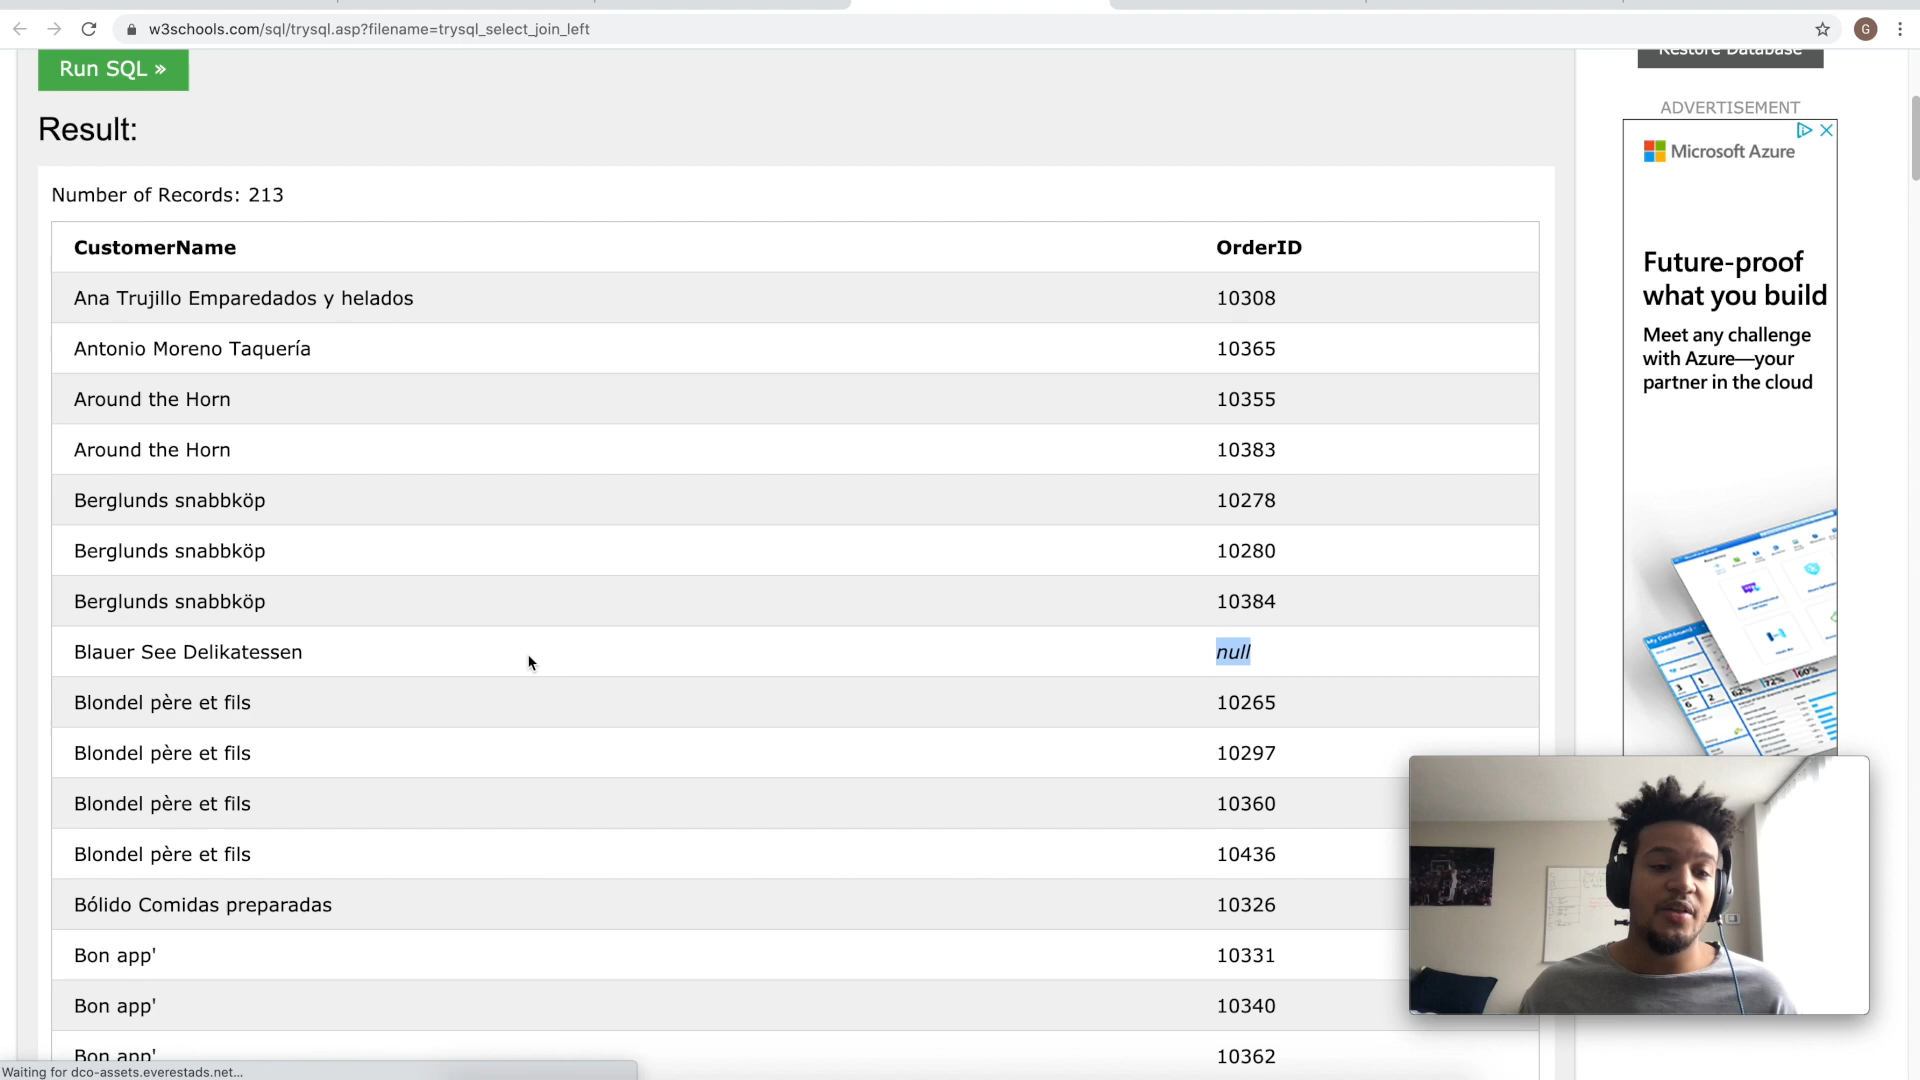 w3schools.com/sql/trysql.asp?filename=trysql_select_join_left
G
Run SQL »
Restore Database
Result:
ADVERTISEMENT
Microsoft Azure
Future-proof
what you build
Meet any challenge
with Azure—your
partner in the cloud
Number of Records: 213
CustomerName OrderID
Ana Trujillo Emparedados y helados 10308
Antonio Moreno Taquería 10365
Around the Horn 10355
Around the Horn 10383
Berglunds snabbköp 10278
Berglunds snabbköp 10280
Berglunds snabbköp 10384
Blauer See Delikatessen null
Blondel père et fils 10265
Blondel père et fils 10297
Blondel père et fils 10360
Blondel père et fils 10436
Bólido Comidas preparadas 10326
Bon app' 10331
Bon app' 10340
Bon app' 10362
Waiting for dco-assets.everestads.net...